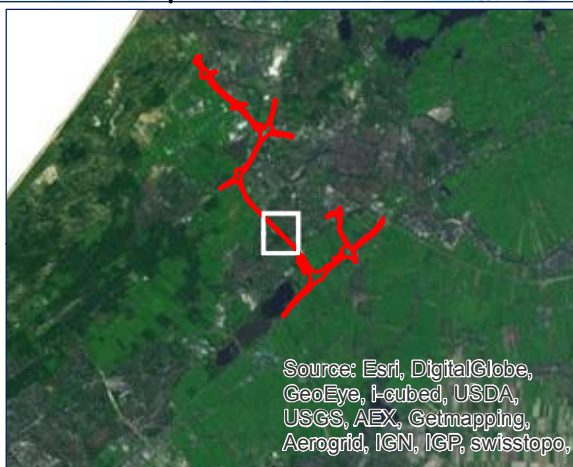 Source: Esri, DigitalGlobe,
GeoEye, i-cubed, USDA,
USGS, AEX, Getmapping,
Aerogrid, IGN, IGP, swisstopo,